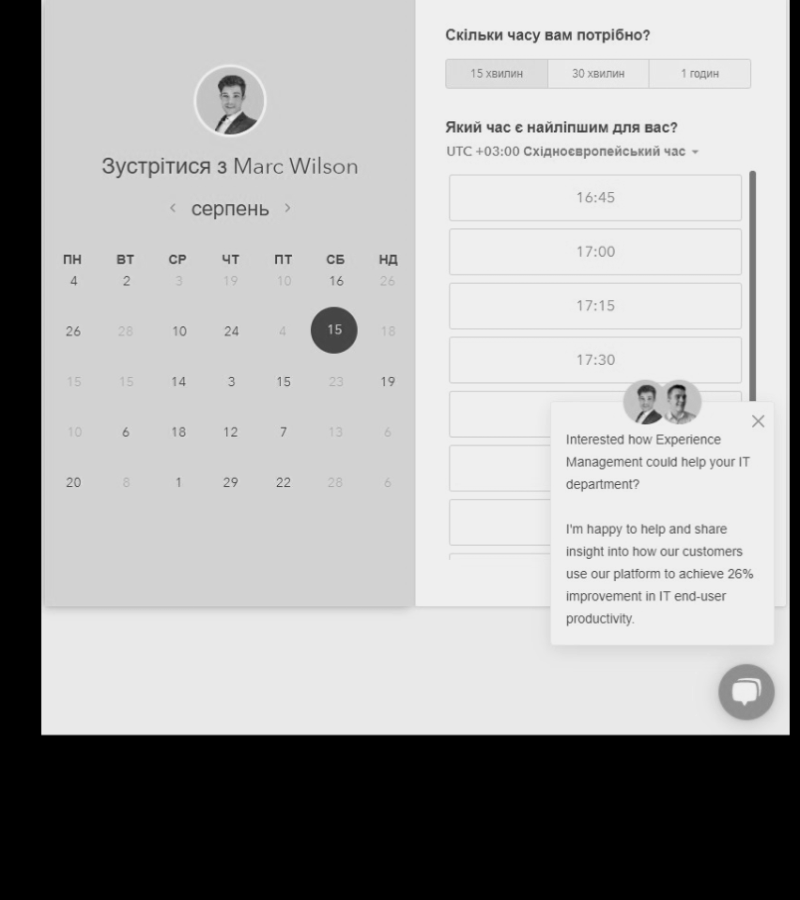 Зустрітися з Marc Wilson
серпень
ПН ВТ СР ЧТ ПТ СБ НД
4 2 3 19 10 16 26
26 28 10 24 4 15 18
15 15 14 3 15 23 19
10 6 18 12 7 13 6
20 8 1 29 22 28 6
Скільки часу вам потрібно?
15 хвилин 30 хвилин 1 годин
Який час є найліпшим для вас?
UTC +03:00 Східноєвропейський час
16:45
17:00
17:15
17:30
Interested how Experience
Management could help your IT
department?
I'm happy to help and share
insight into how our customers
use our platform to achieve 26%
improvement in IT end-user
productivity.